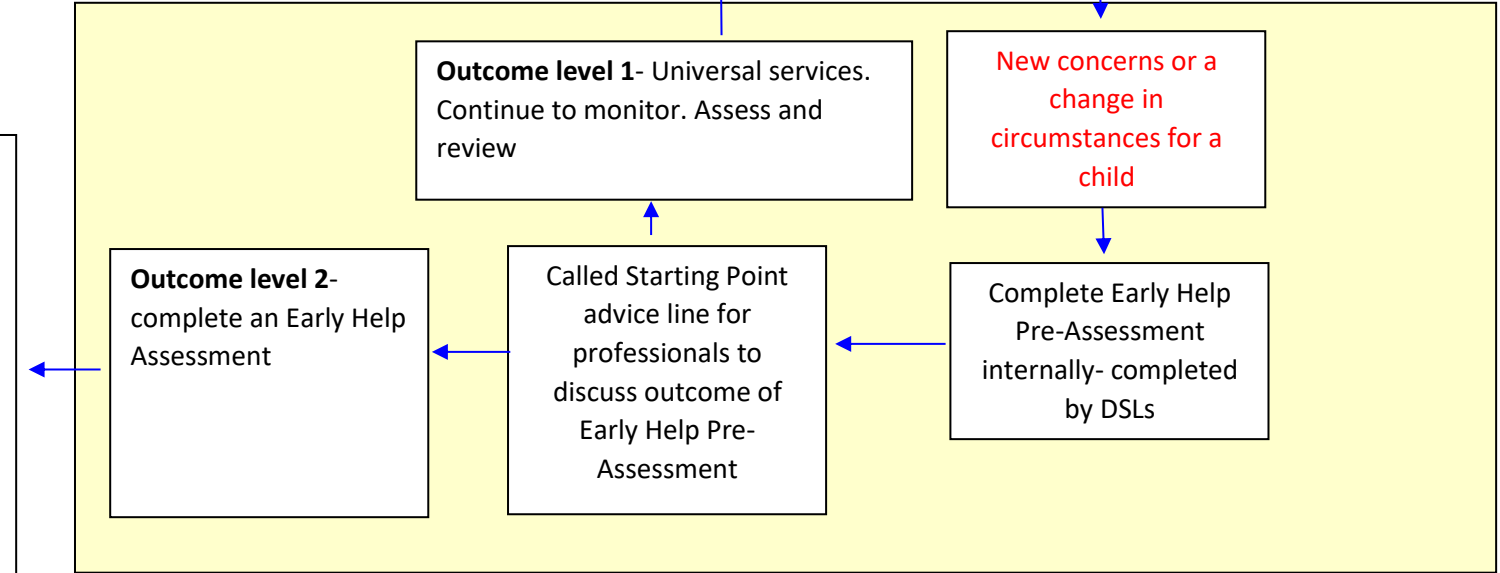 Outcome level 1- Universal services.
Continue to monitor. Assess and
review
New concerns or a
change in
circumstances for a
child
Outcome level 2-
complete an Early Help
Assessment
Called Starting Point
advice line for
professionals to
discuss outcome of
Early Help Pre-
Assessment
Complete Early Help
Pre-Assessment
internally- completed
by DSLs